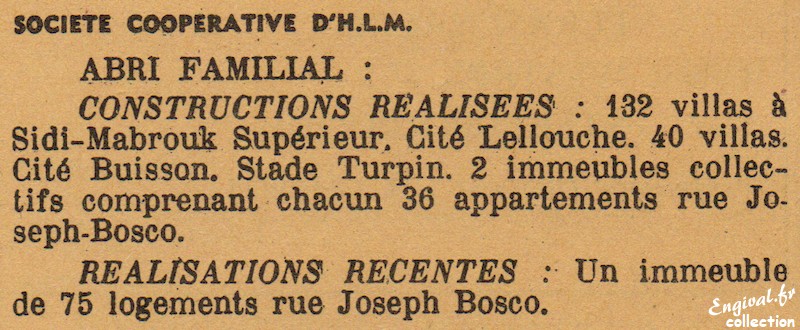 SOCIETE COOPERATIVE D'H.L.M.
ABRI FAMILIAL :
CONSTRUCTIONS REALISEES : 132 villas à
Sidi-Mabrouk Supérieur. Cité Lellouche. 40 villas.
Cité Buisson. Stade Turpin. 2 immeubles collec-
tifs comprenant chacun 36 appartements rue Jo-
seph-Bosco.
REALISATIONS RECENTES : Un immeuble
de 75 logements rue Joseph Bosco.
Engival.fr
collection